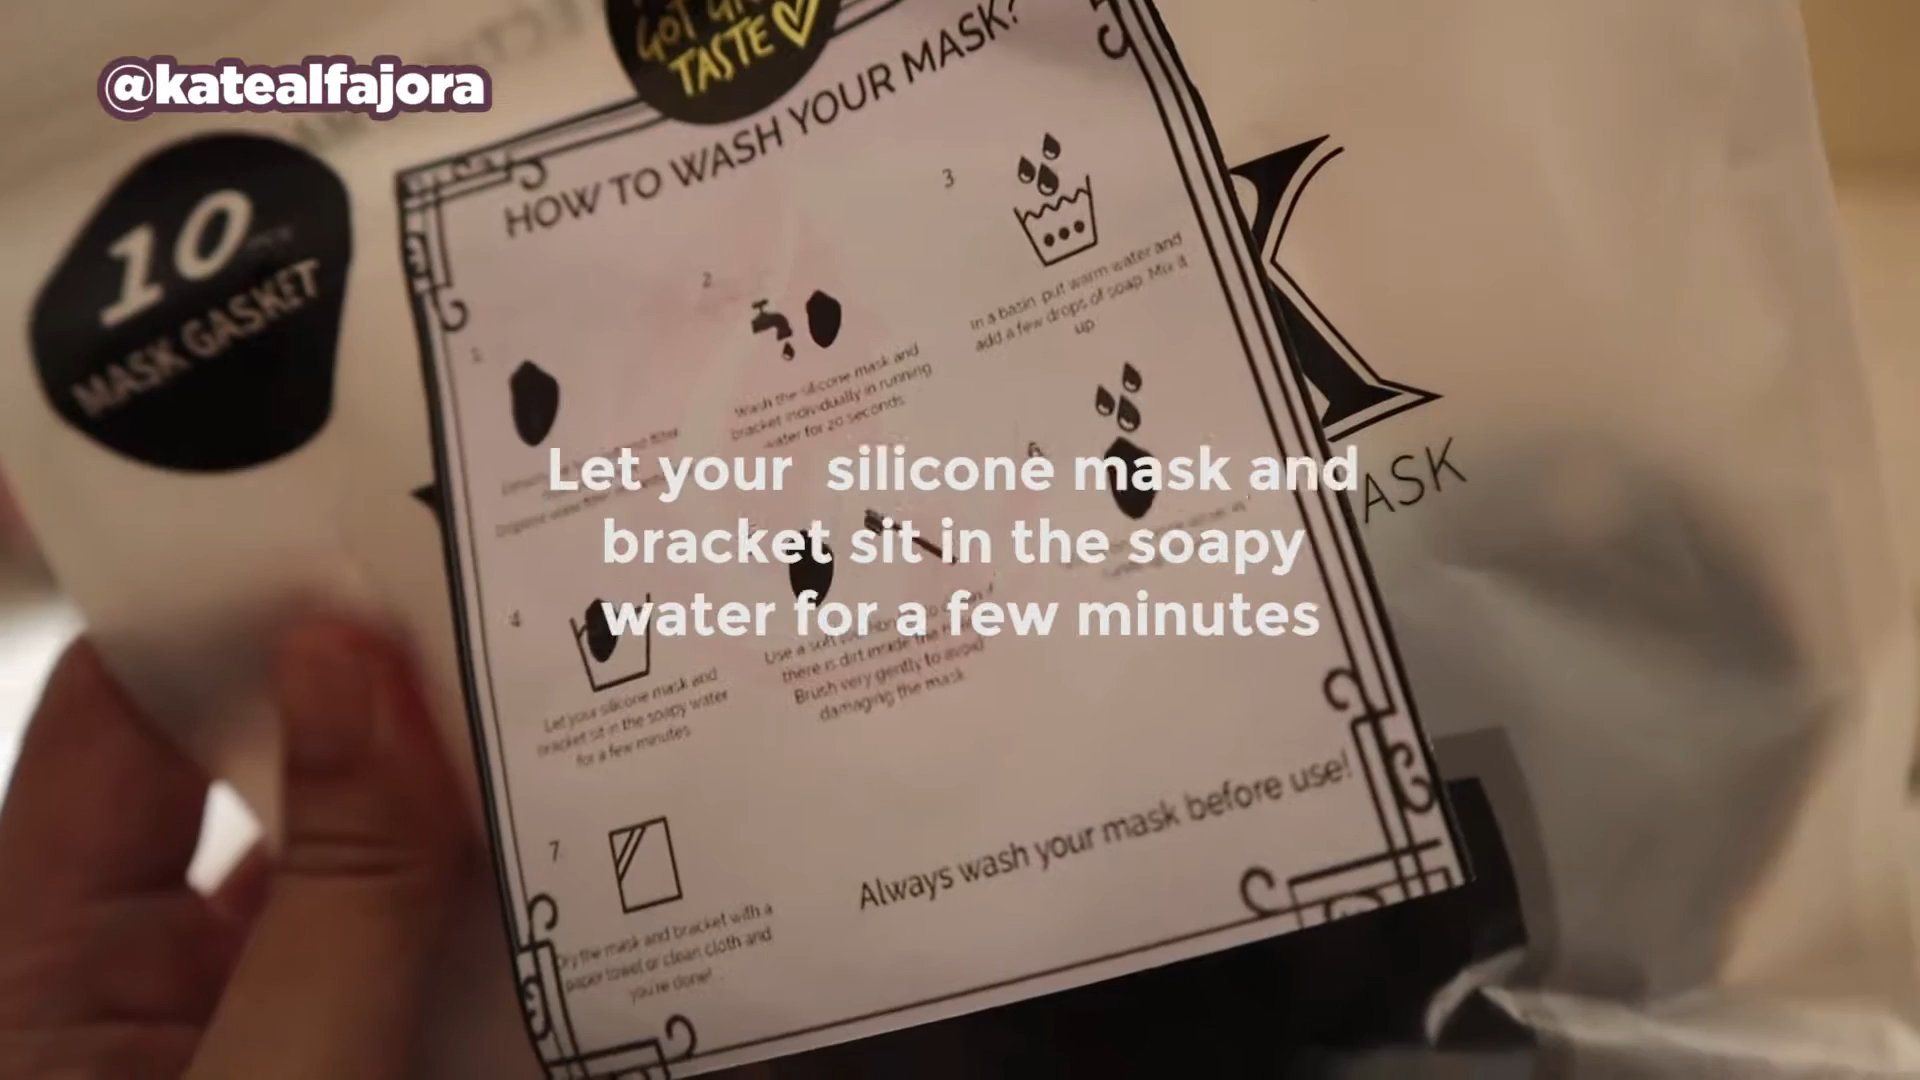 @katealfajora
GOT
TASTE
10
MASK GASKET
HOW TO WASH YOUR MASK?
1
2
Wash the silicone mask and
bracket individually in running
water for 20 seconds
3
In a basin, put warm water and
add a few drops of soap. Mix it
up
4
Let your silicone mask and
bracket sit in the soapy water
for a few minutes
Use a soft
there is dirt inside the
Brush very gently to avoid
damaging the mask
6
7
Dry the mask and bracket with a
paper towel or clean cloth and
you're done!
Always wash your mask before use!
K
ASK
Let your silicone mask and
bracket sit in the soapy
water for a few minutes